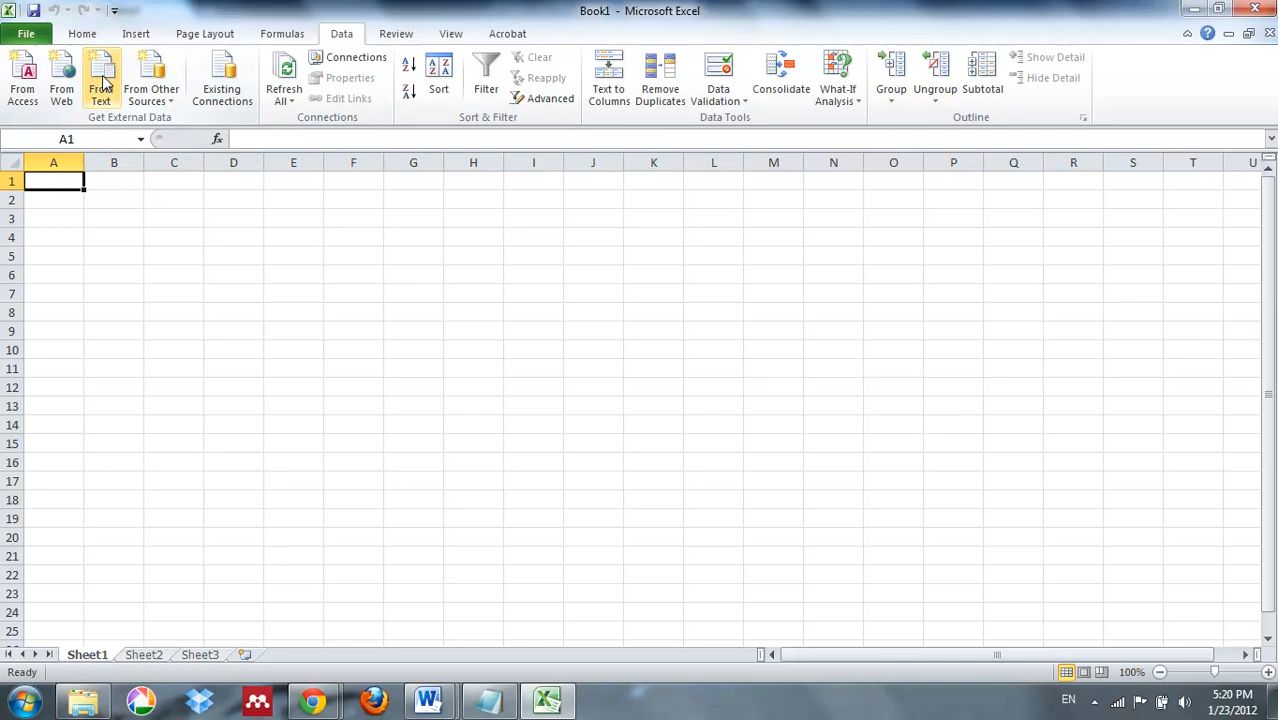 Book1 - Microsoft Excel
File Home Insert Page Layout Formulas Data Review View Acrobat
From Access
From Web
From Text
From Other Sources
Existing Connections
Get External Data
Refresh All
Connections
Properties
Edit Links
Connections
Sort
Filter
Clear
Reapply
Advanced
Sort & Filter
Text to Columns
Remove Duplicates
Data Validation
Consolidate
What-If Analysis
Data Tools
Group
Ungroup
Subtotal
Show Detail
Hide Detail
Outline
A1 fx
A B C D E F G H I J K L M N O P Q R S T U
1
2
3
4
5
6
7
8
9
10
11
12
13
14
15
16
17
18
19
20
21
22
23
24
25
Sheet1 Sheet2 Sheet3
Ready 100%
EN 5:20 PM
1/23/2012